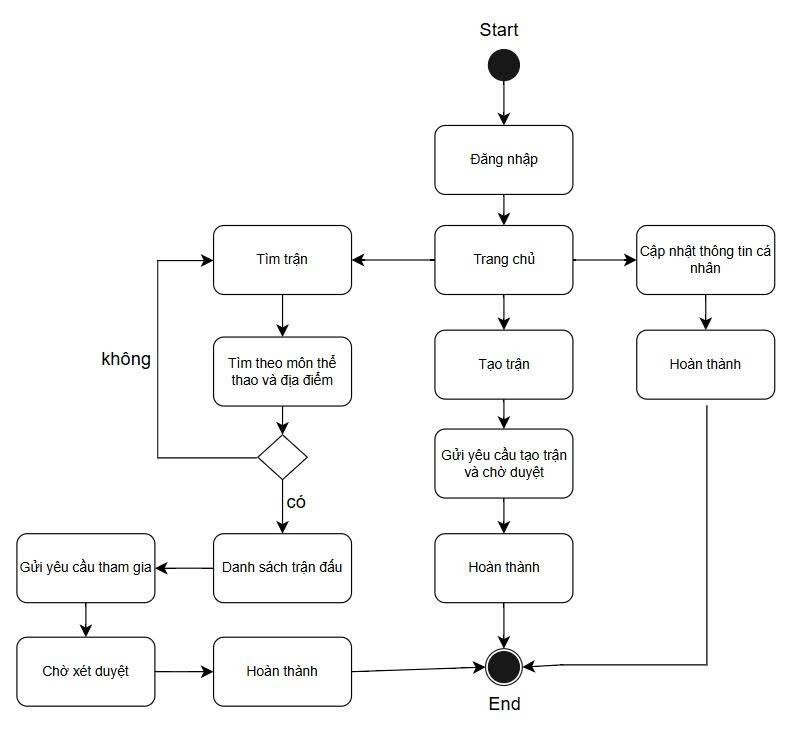 Start
Đăng nhập
Tìm trận
Trang chủ
Cập nhật thông tin cá
nhân
không
Tìm theo môn thể
thao và địa điểm
Tạo trận
Hoàn thành
Gửi yêu cầu tạo trận
và chờ duyệt
có
Gửi yêu cầu tham gia
Danh sách trận đấu
Hoàn thành
Chờ xét duyệt
Hoàn thành
End